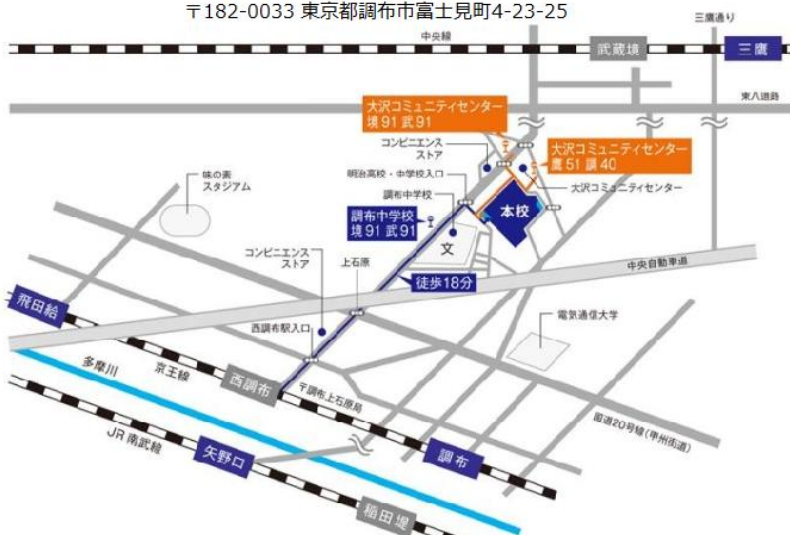 〒182-0033 東京都調布市富士見町4-23-25
三鷹通り
中央線
武蔵境
三鷹
東八道路
大沢コミュニティセンター
境91 武91
コンビニエンス
ストア
大沢コミュニティセンター
鷹51 調40
明治高校・中学校入口
大沢コミュニティセンター
味の素
スタジアム
調布中学校
本校
調布中学校
境91 武91
文
コンビニエンス
ストア
上石原
徒歩18分
中央自動車道
飛田給
西調布駅入口
電気通信大学
多摩川
京王線
西調布
〒調布上石原局
国道20号線(甲州街道)
JR南武線
矢野口
調布
稲田堤